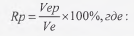 Rp = Vep/Ve × 100%, где: